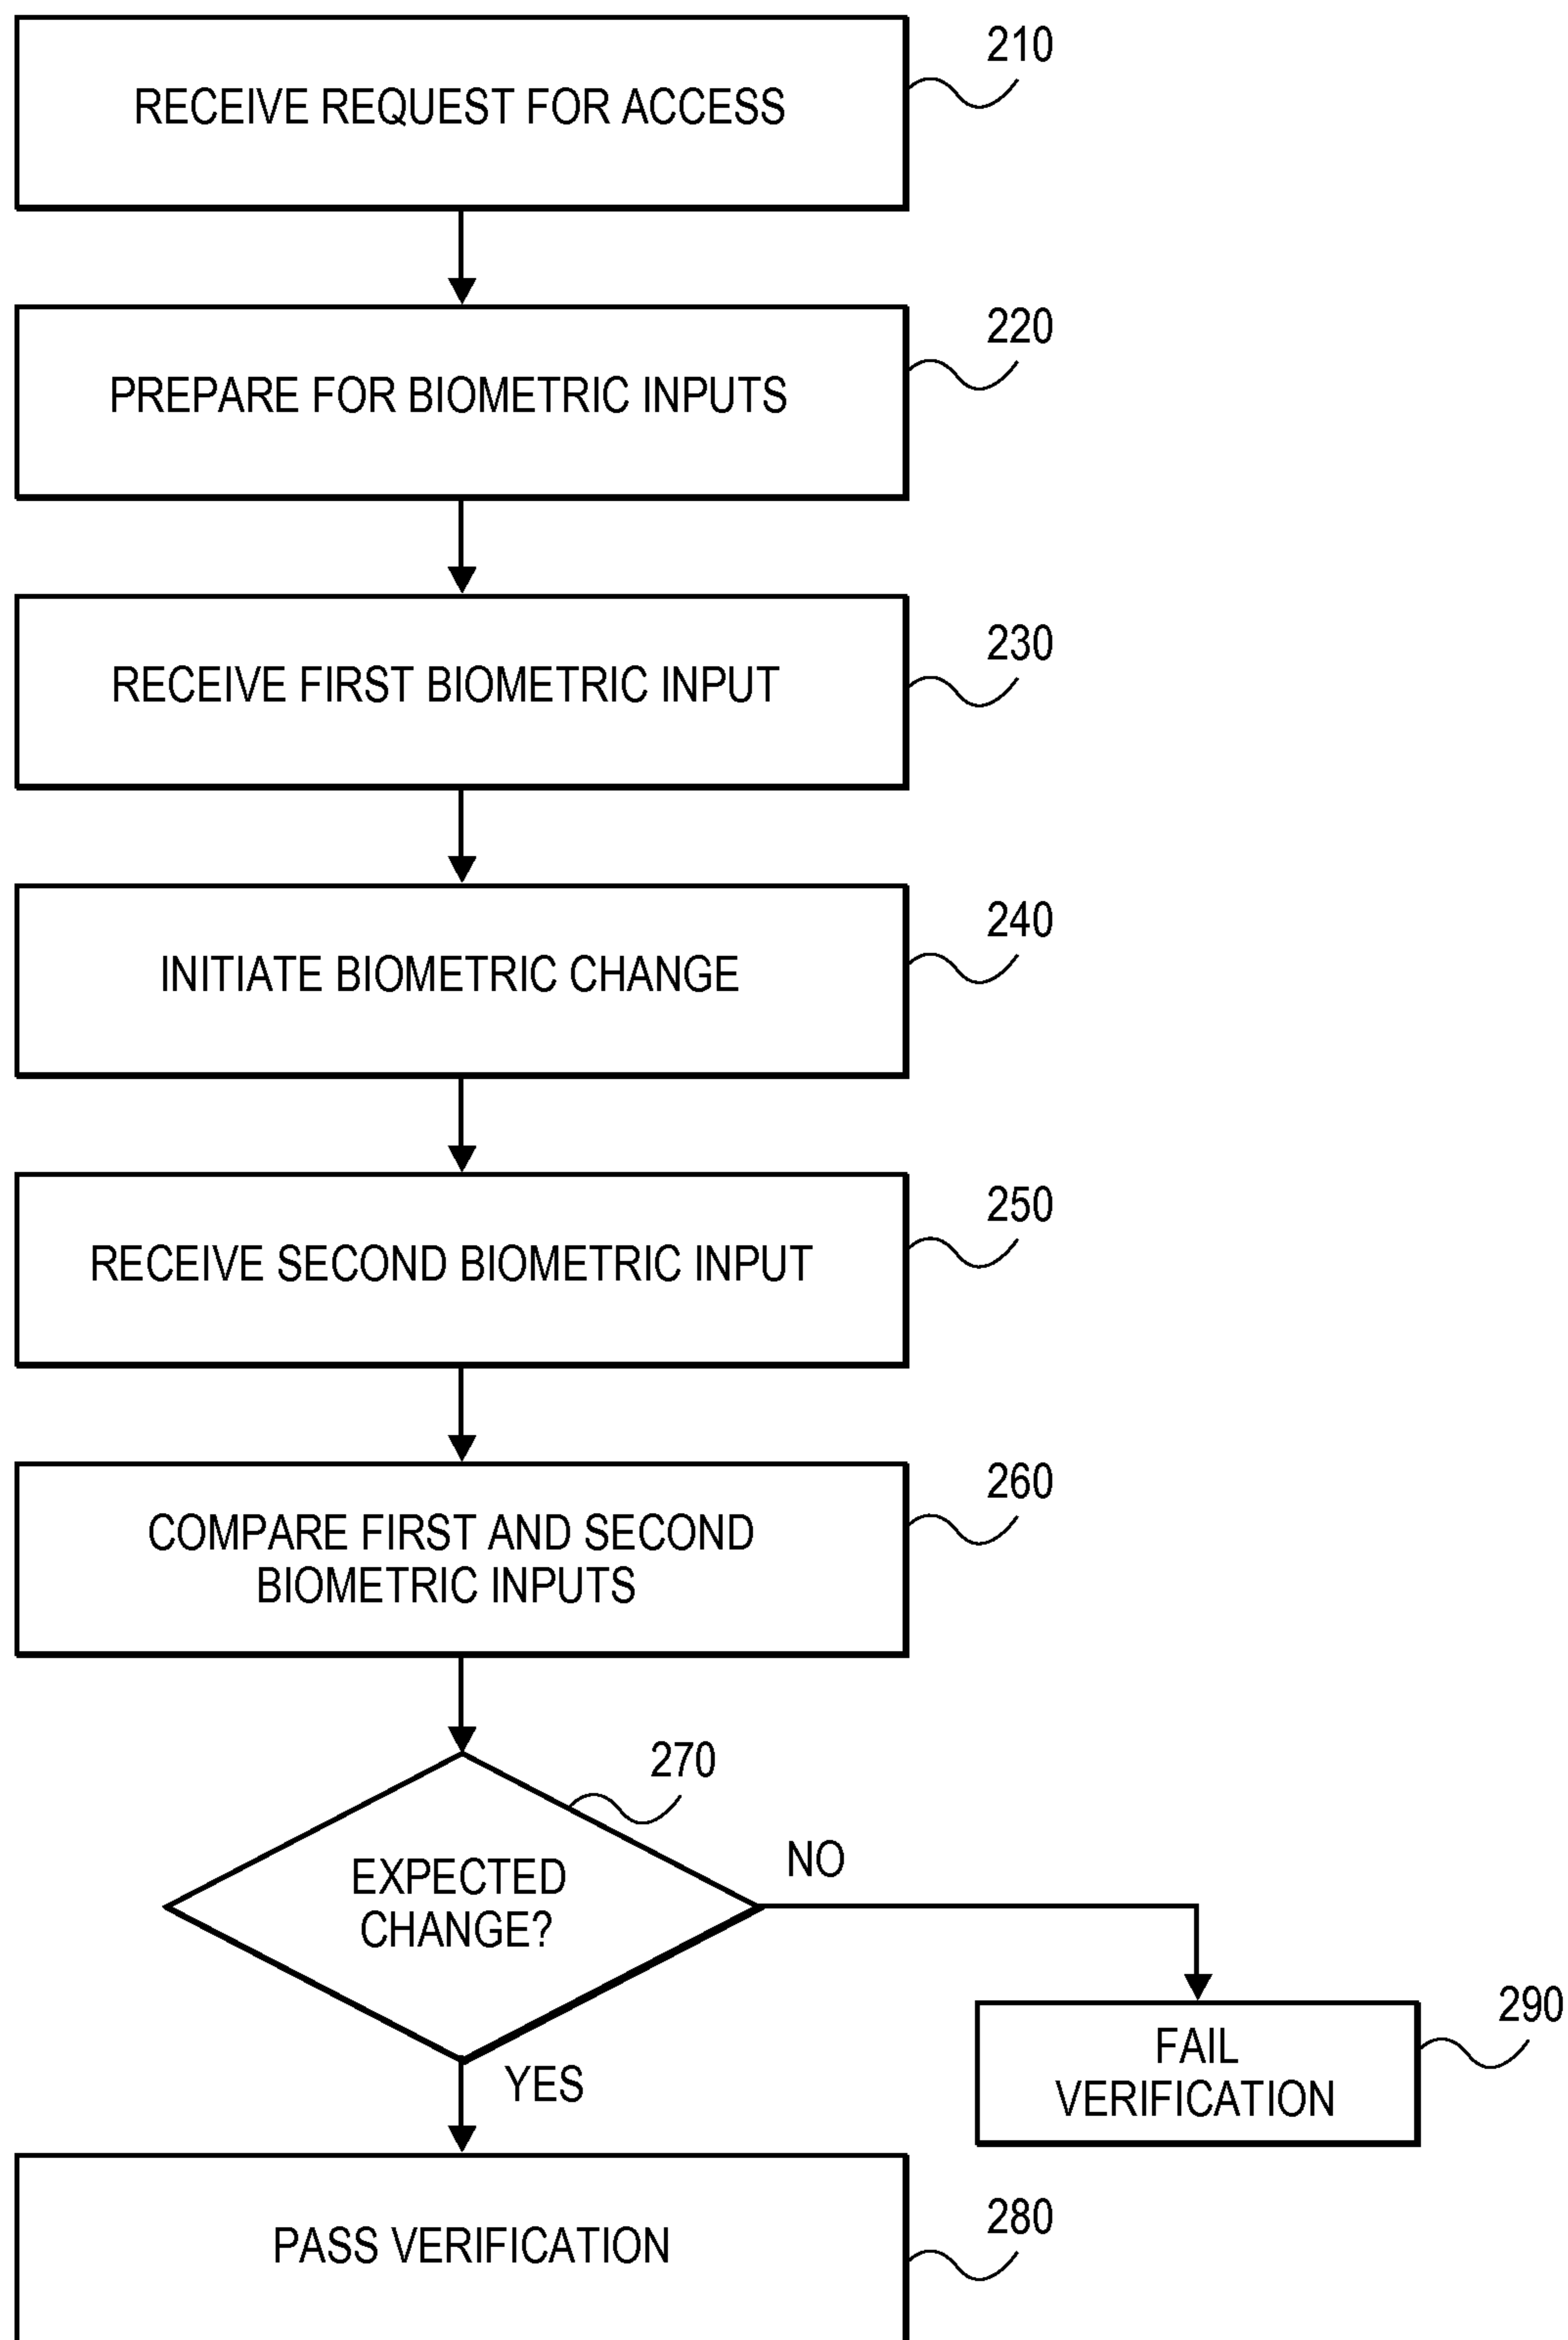 210
RECEIVE REQUEST FOR ACCESS
220
PREPARE FOR BIOMETRIC INPUTS
230
RECEIVE FIRST BIOMETRIC INPUT
240
INITIATE BIOMETRIC CHANGE
250
RECEIVE SECOND BIOMETRIC INPUT
260
COMPARE FIRST AND SECOND
BIOMETRIC INPUTS
270
EXPECTED
CHANGE?
NO
YES
290
FAIL
VERIFICATION
280
PASS VERIFICATION